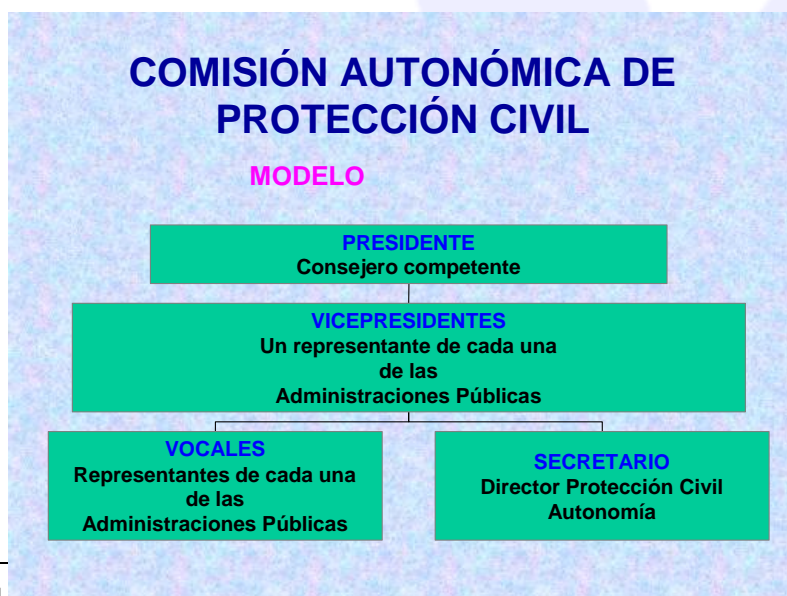 COMISIÓN AUTONÓMICA DE
PROTECCIÓN CIVIL
MODELO
PRESIDENTE
Consejero competente
VICEPRESIDENTES
Un representante de cada una
de las
Administraciones Públicas
VOCALES
Representantes de cada una
de las
Administraciones Públicas
SECRETARIO
Director Protección Civil
Autonomía